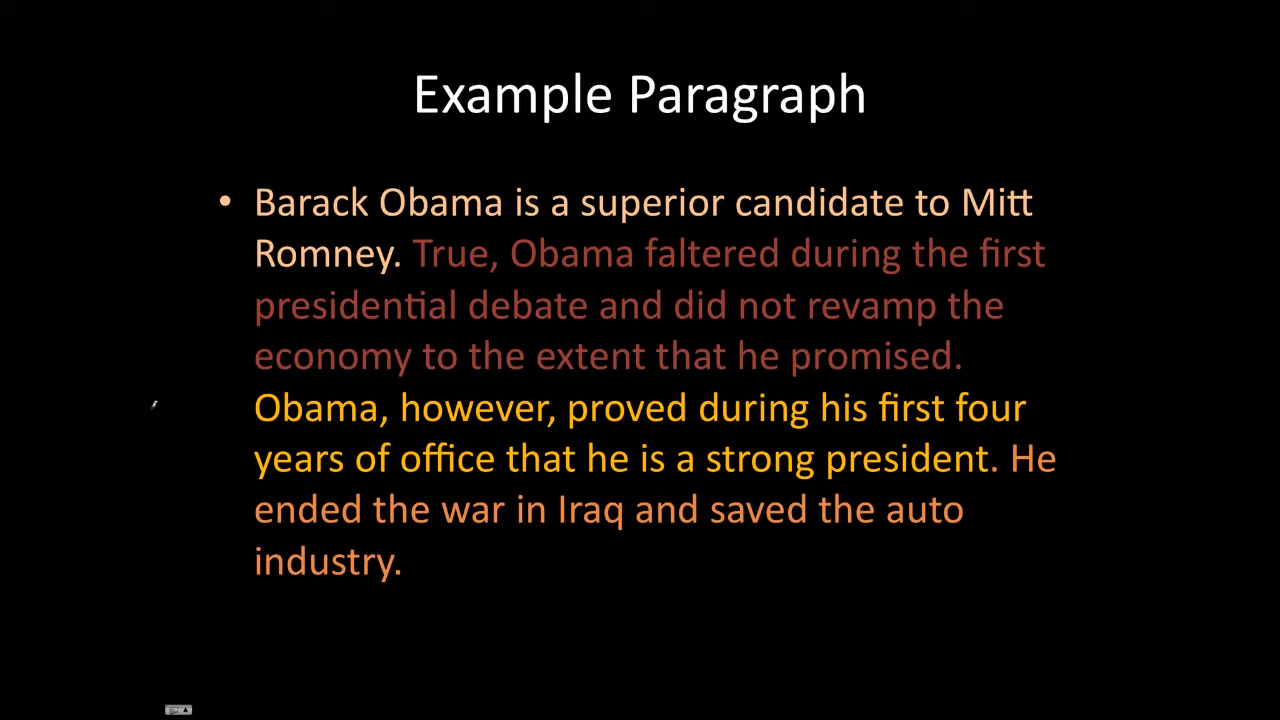 Example Paragraph
• Barack Obama is a superior candidate to Mitt
Romney. True, Obama faltered during the first
presidential debate and did not revamp the
economy to the extent that he promised.
Obama, however, proved during his first four
years of office that he is a strong president. He
ended the war in Iraq and saved the auto
industry.